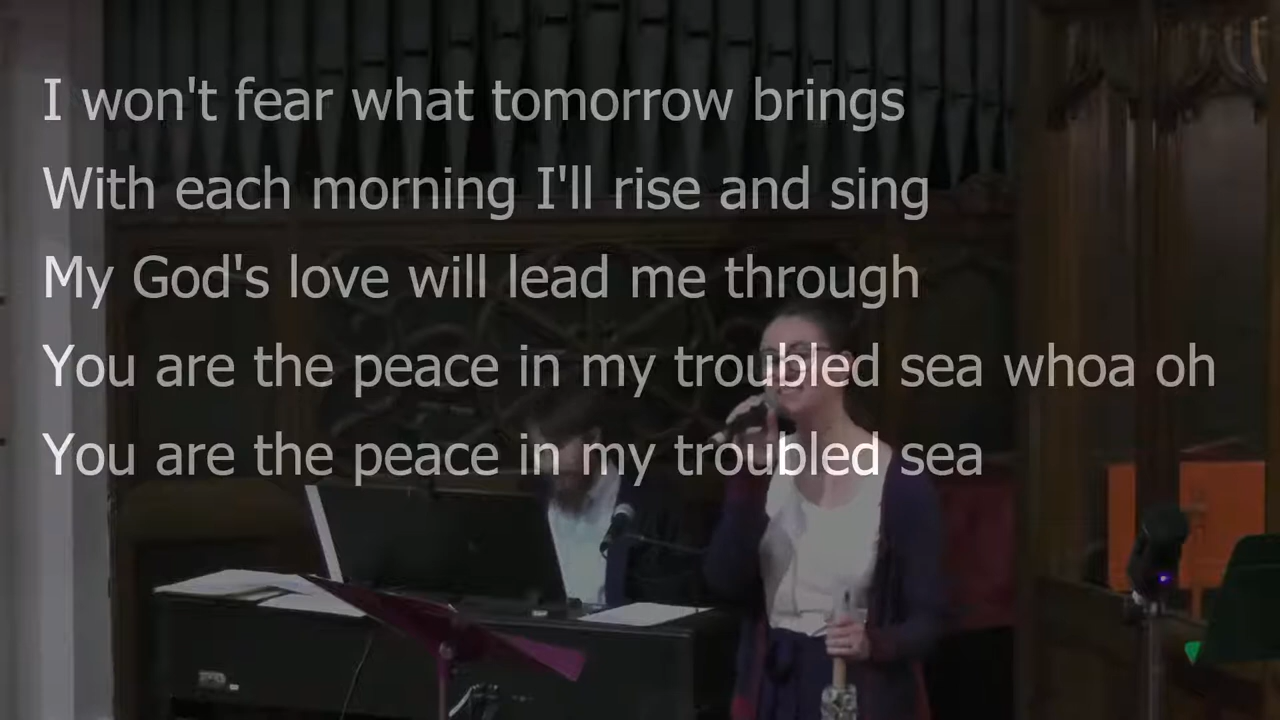 I won't fear what tomorrow brings
With each morning I'll rise and sing
My God's love will lead me through
You are the peace in my troubled sea whoa oh
You are the peace in my troubled sea